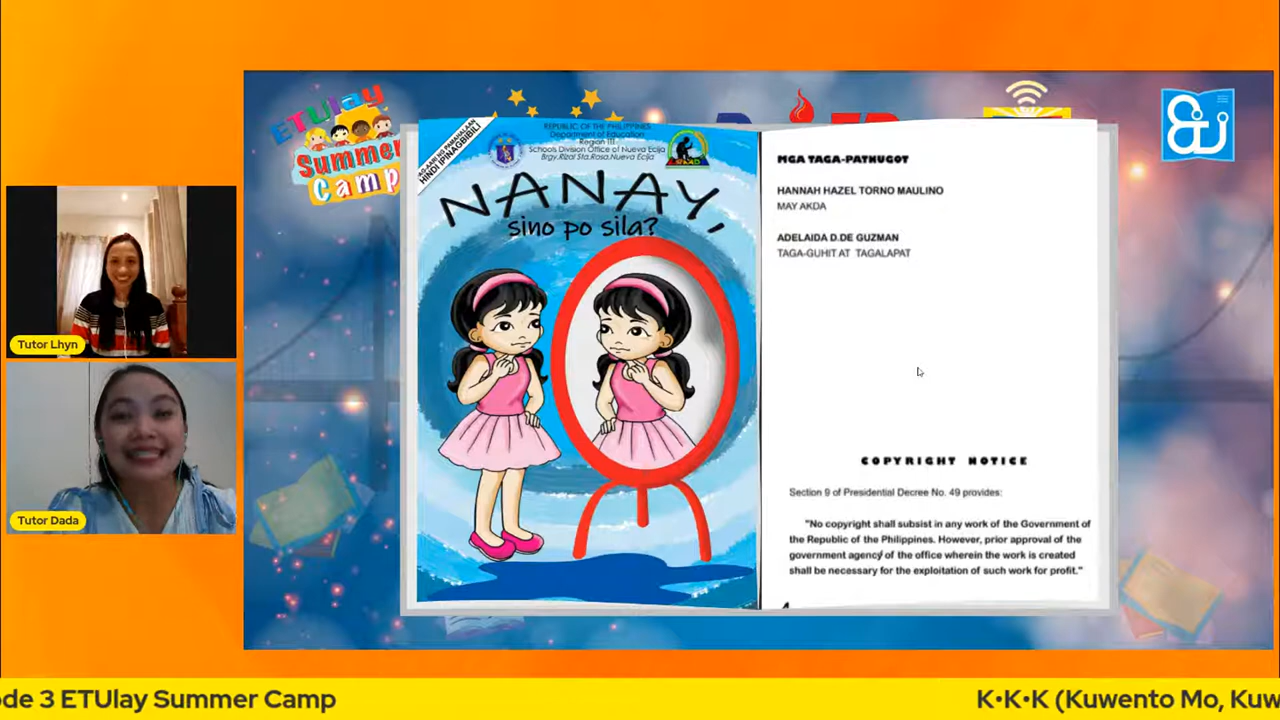 ETUlay
Summer
Camp
PAG-AARI NG PAMAHALAAN
HINDI IPINAGBIBILI
REPUBLIC OF THE PHILIPPINES
Department of Education
Region III
Schools Division Office of Nueva Ecija
Brgy.Rizal Sta.Rosa,Nueva Ecija
NANAY,
sino po sila?
MGA TAGA-PATNUGOT
HANNAH HAZEL TORNO MAULINO
MAY AKDA
ADELAIDA D.DE GUZMAN
TAGA-GUHIT AT TAGALAPAT
COPYRIGHT NOTICE
Section 9 of Presidential Decree No. 49 provides:
"No copyright shall subsist in any work of the Government of
the Republic of the Philippines. However, prior approval of the
government agency of the office wherein the work is created
shall be necessary for the exploitation of such work for profit."
Tutor Lhyn
Tutor Dada
ode 3 ETUlay Summer Camp
K•K•K (Kuwento Mo, Kuw